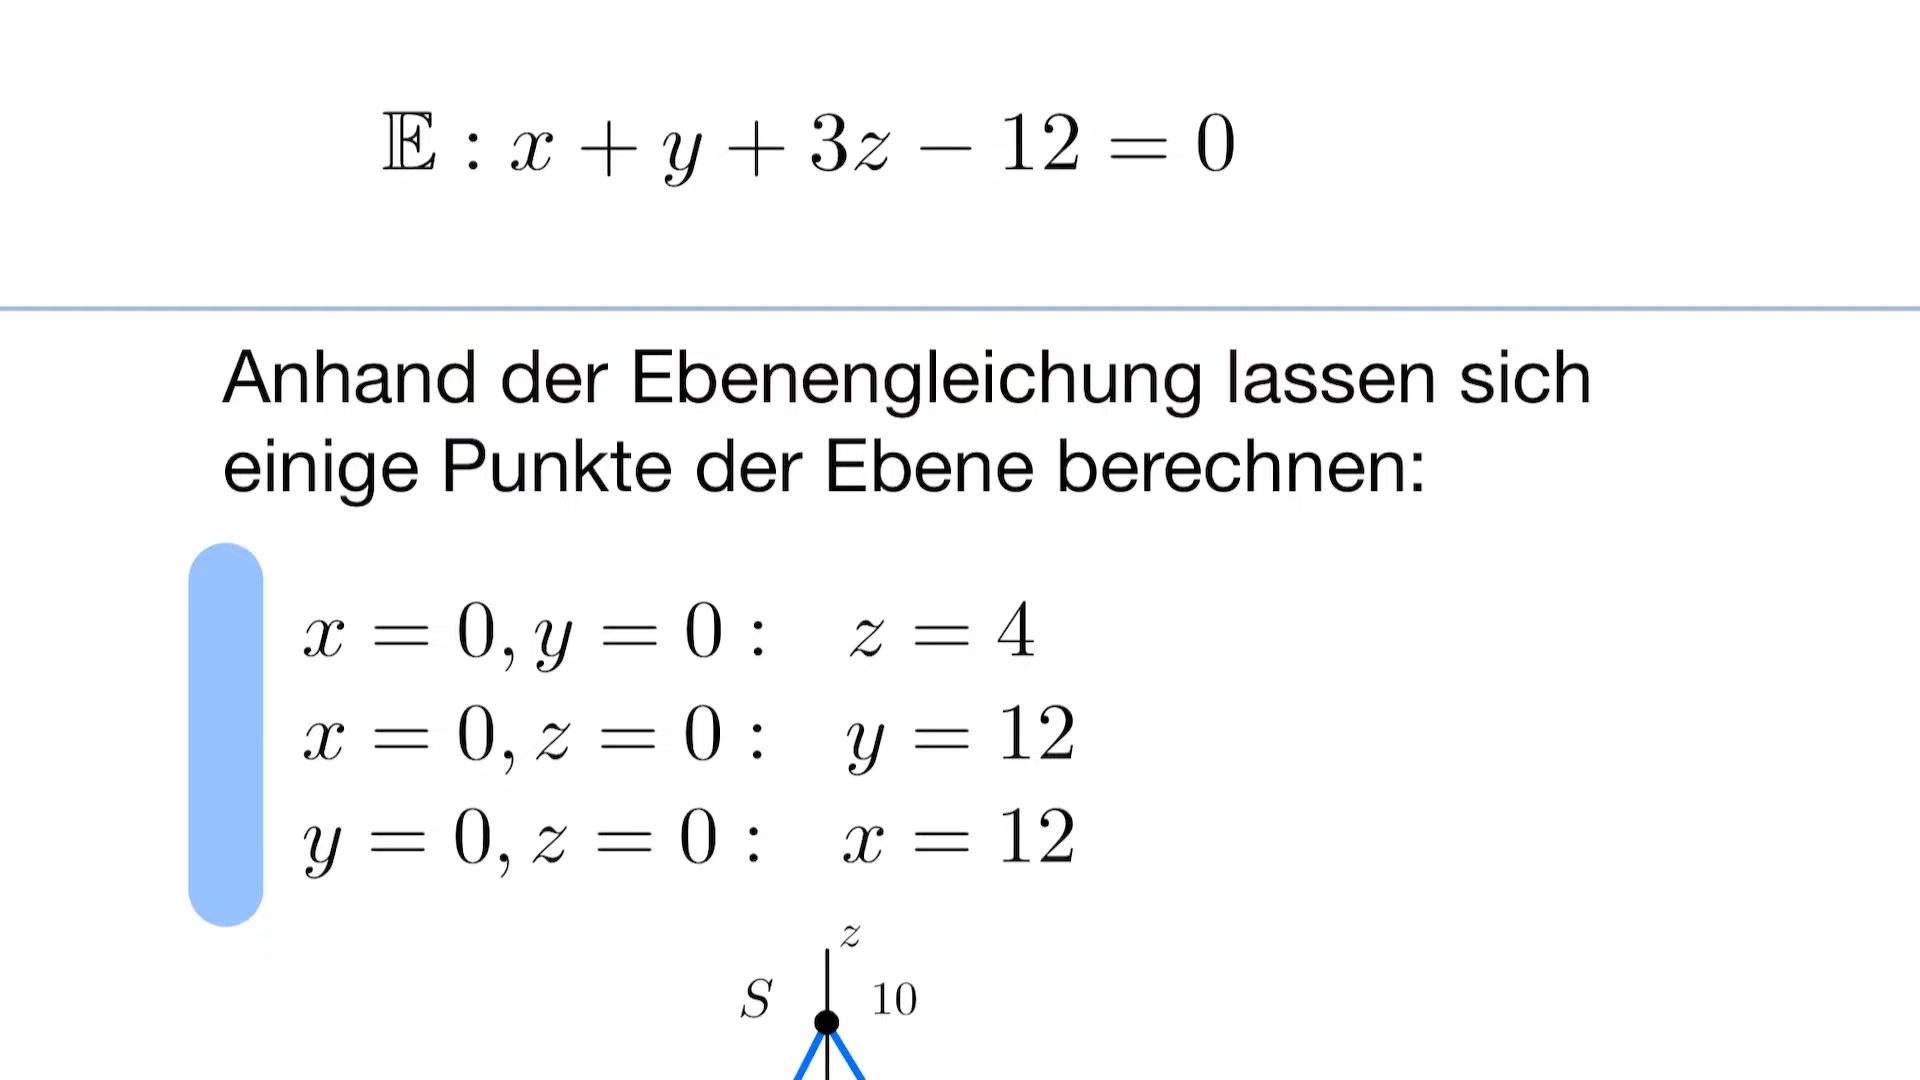 𝔼 : x + y + 3z − 12 = 0
Anhand der Ebenengleichung lassen sich
einige Punkte der Ebene berechnen:
x = 0, y = 0 : z = 4
x = 0, z = 0 : y = 12
y = 0, z = 0 : x = 12
z
S 10